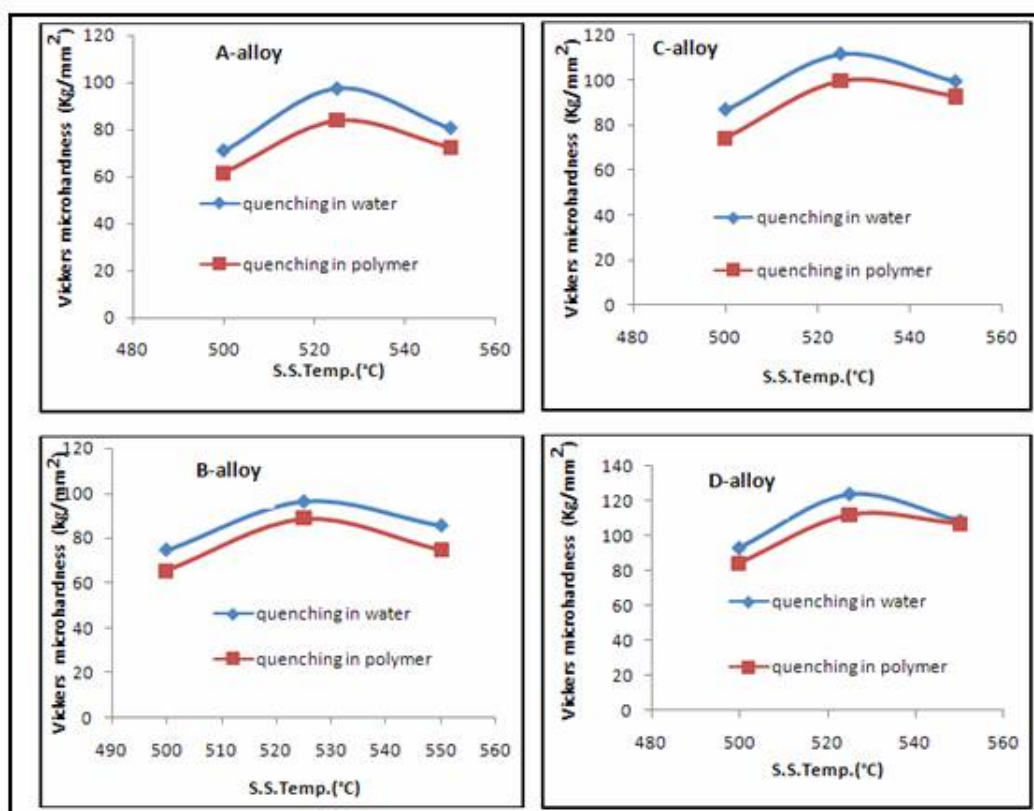 A-alloy
Vickers microhardness (Kg/mm²)
120
100
80
60
40
20
0
quenching in water
quenching in polymer
480 500 520 540 560
S.S.Temp.(°C)
C-alloy
Vickers microhardness (Kg/mm²)
120
100
80
60
40
20
0
quenching in water
quenching in polymer
480 500 520 540 560
S.S.Temp.(°C)
B-alloy
Vickers microhardness (kg/mm²)
120
100
80
60
40
20
0
quenching in water
quenching in polymer
490 500 510 520 530 540 550 560
S.S.Temp.(°C)
D-alloy
Vickers microhardness (Kg/mm²)
140
120
100
80
60
40
20
0
quenching in water
quenching in polymer
480 500 520 540 560
S.S.Temp.(°C)